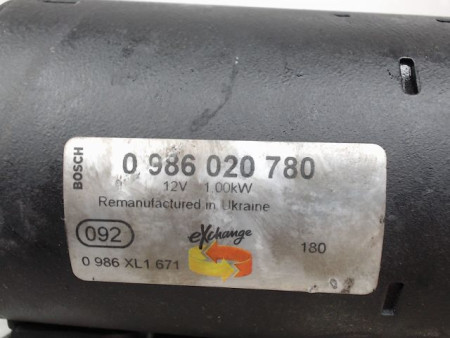 BOSCH
0 986 020 780
12V 1,00kW
Remanufactured in Ukraine
092
eXchange
180
0 986 XL1 671